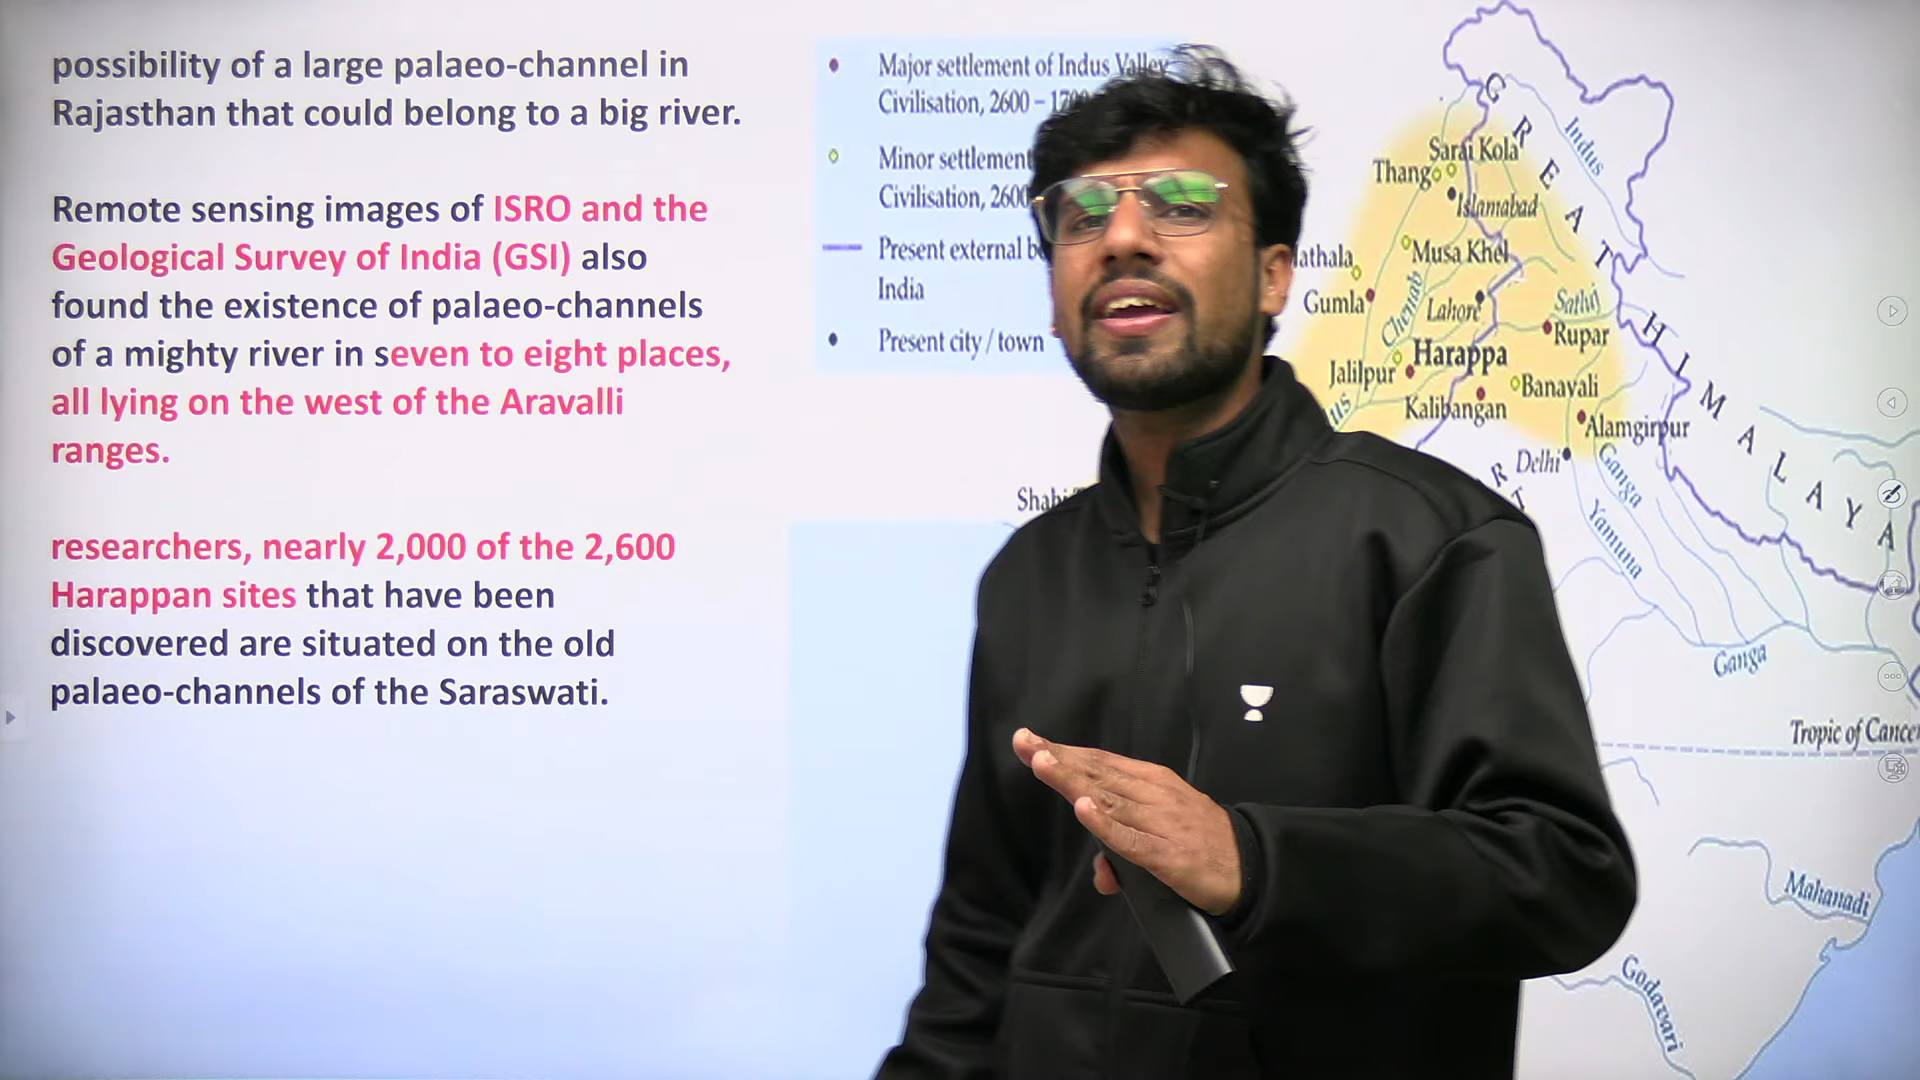 possibility of a large palaeo-channel in
Rajasthan that could belong to a big river.
Remote sensing images of ISRO and the
Geological Survey of India (GSI) also
found the existence of palaeo-channels
of a mighty river in seven to eight places,
all lying on the west of the Aravalli
ranges.
researchers, nearly 2,000 of the 2,600
Harappan sites that have been
discovered are situated on the old
palaeo-channels of the Saraswati.
Major settlement of Indus Valley
Civilisation, 2600 –
Minor settlement
Civilisation, 2600
Present external
India
Present city / town
GREAT HIMALAYA
Indus
Sarai Kola
Thang
Islamabad
Musa Khel
Gumla
Chenab
Lahore
Satluj
Rupar
Harappa
Jalilpur
Banavali
Kalibangan
Alamgirpur
Delhi
Ganga
Yamuna
Ganga
Tropic of Cancer
Mahanadi
Godavari